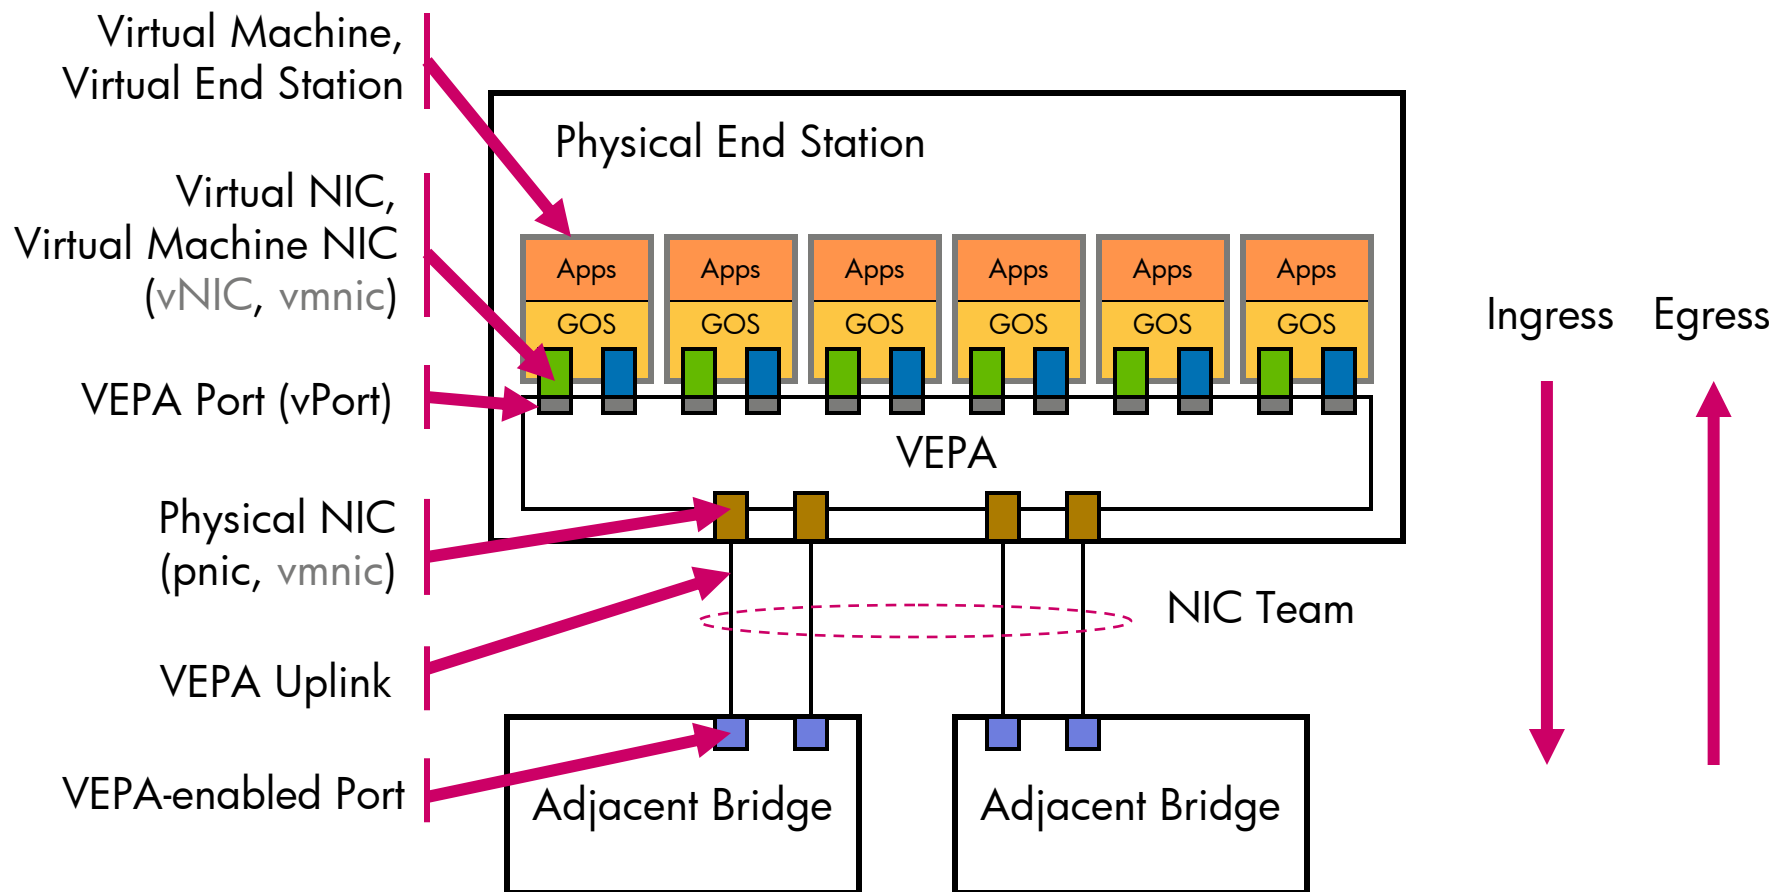 Virtual Machine,
Virtual End Station
Physical End Station
Virtual NIC,
Virtual Machine NIC
(vNIC, vmnic)
Apps
Apps
Apps
Apps
Apps
Apps
GOS
GOS
GOS
GOS
GOS
GOS
Ingress
Egress
VEPA Port (vPort)
VEPA
Physical NIC
(pnic, vmnic)
NIC Team
VEPA Uplink
VEPA-enabled Port
Adjacent Bridge
Adjacent Bridge